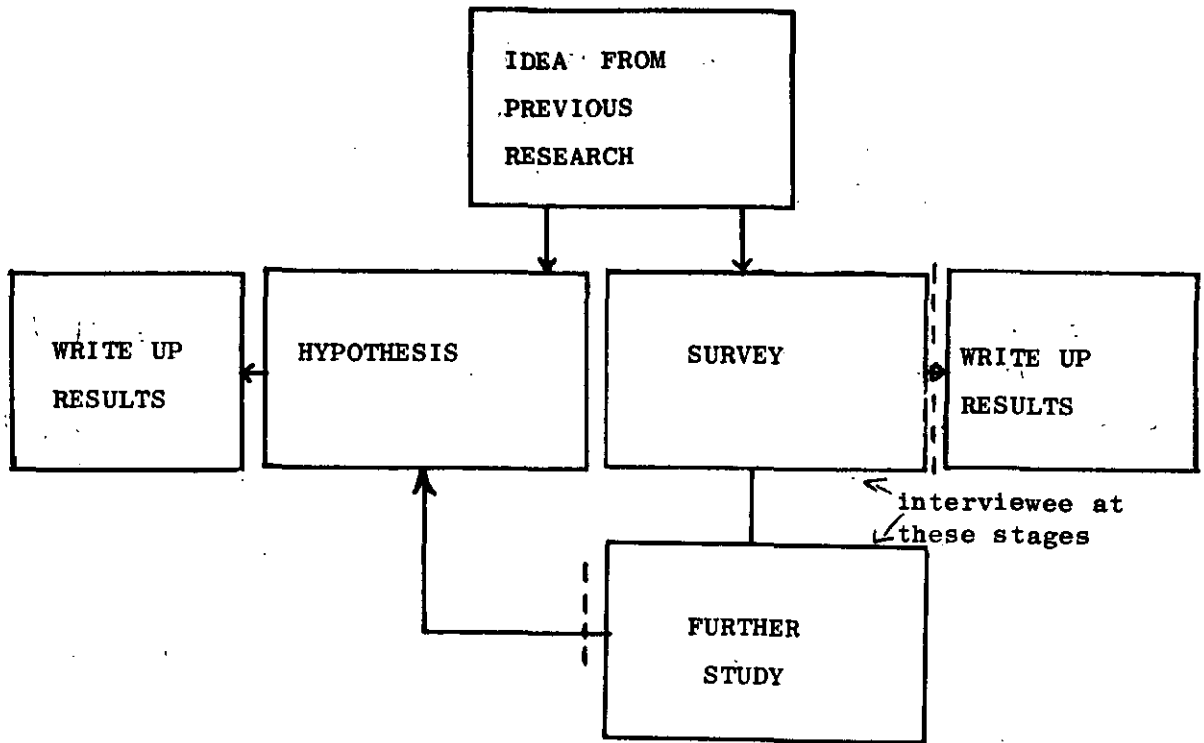 IDEA FROM
PREVIOUS
RESEARCH
WRITE UP
RESULTS
HYPOTHESIS
SURVEY
WRITE UP
RESULTS
interviewee at
these stages
FURTHER
STUDY